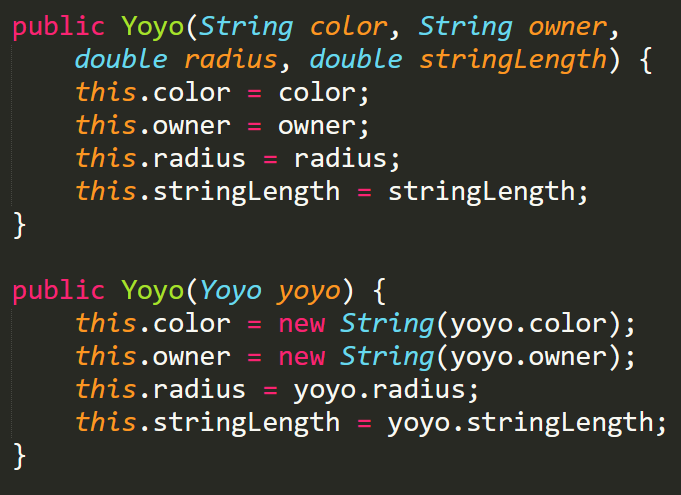 public Yoyo(String color, String owner,
    double radius, double stringLength) {
    this.color = color;
    this.owner = owner;
    this.radius = radius;
    this.stringLength = stringLength;
}

public Yoyo(Yoyo yoyo) {
    this.color = new String(yoyo.color);
    this.owner = new String(yoyo.owner);
    this.radius = yoyo.radius;
    this.stringLength = yoyo.stringLength;
}